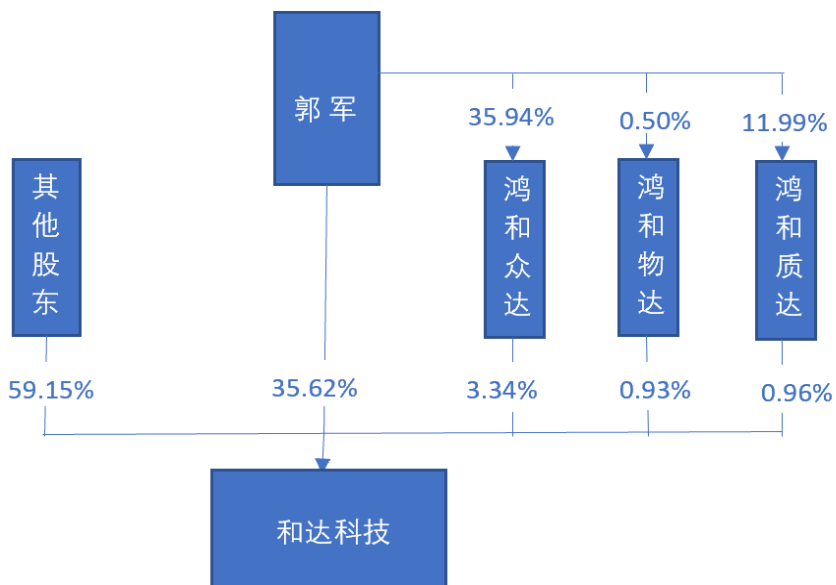 郭 军
35.94%
0.50%
11.99%
其他股东
鸿和众达
鸿和物达
鸿和质达
59.15%
35.62%
3.34%
0.93%
0.96%
和达科技